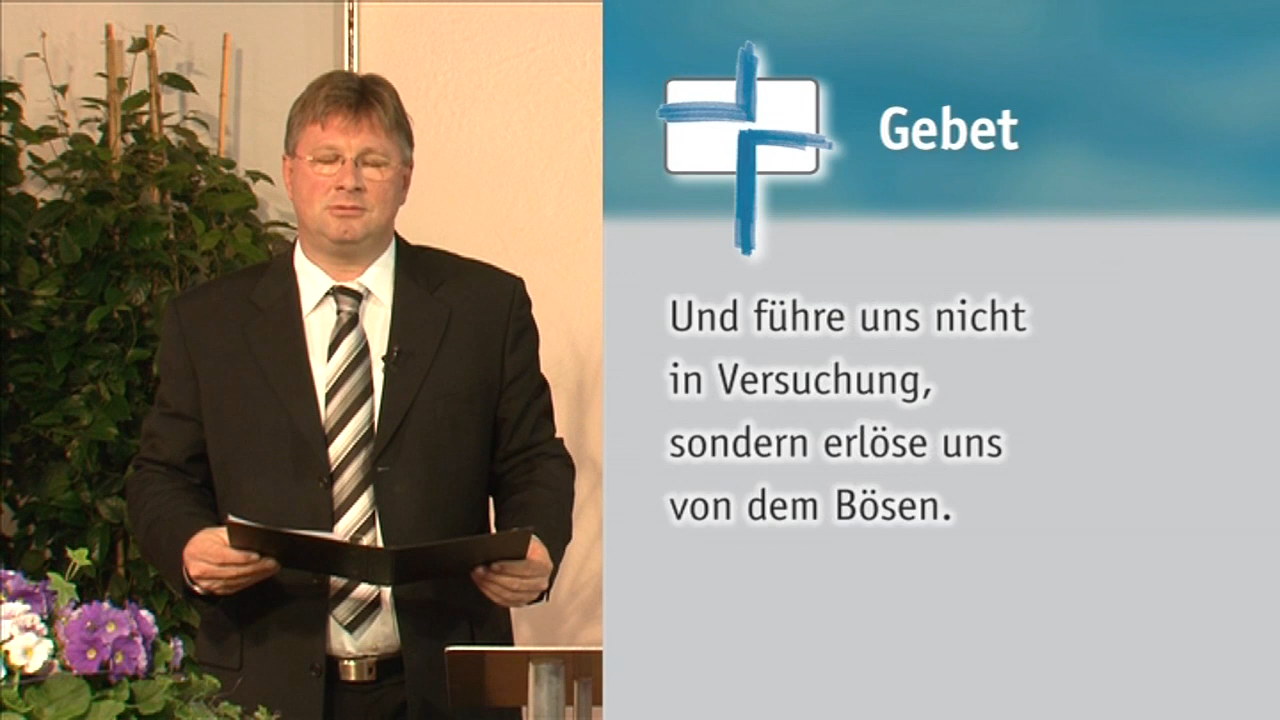 Gebet
Und führe uns nicht
in Versuchung,
sondern erlöse uns
von dem Bösen.